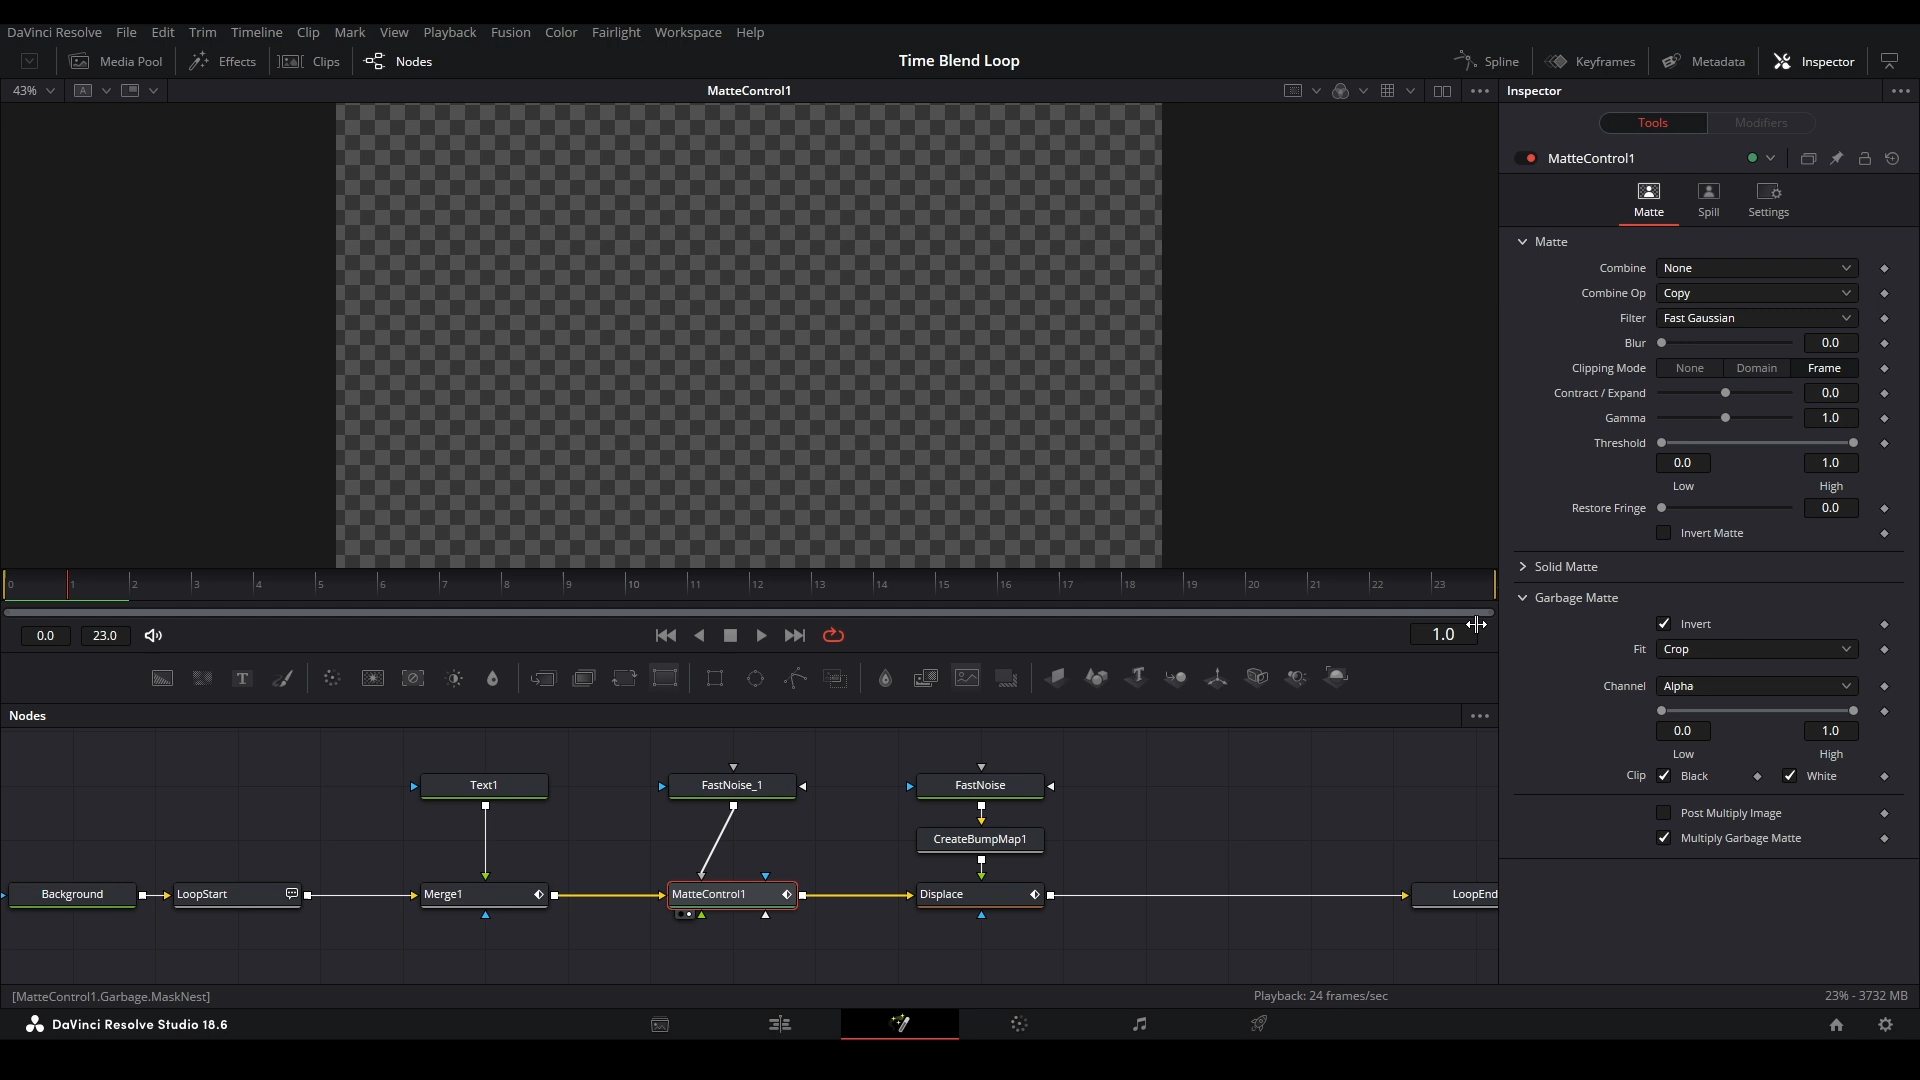 DaVinci Resolve File Edit Trim Timeline Clip Mark View Playback Fusion Color Fairlight Workspace Help
Media Pool Effects Clips Nodes Time Blend Loop Spline Keyframes Metadata Inspector
43% A MatteControl1 Inspector
Tools Modifiers
MatteControl1
Matte Spill Settings
Matte
Combine None
Combine Op Copy
Filter Fast Gaussian
Blur 0.0
Clipping Mode None Domain Frame
Contract / Expand 0.0
Gamma 1.0
Threshold
0.0 1.0
Low High
Restore Fringe 0.0
Invert Matte
Solid Matte
Garbage Matte
Invert
Fit Crop
Channel Alpha
0.0 1.0
Low High
Clip Black White
Post Multiply Image
Multiply Garbage Matte
0 1 2 3 4 5 6 7 8 9 10 11 12 13 14 15 16 17 18 19 20 21 22 23
0.0 23.0 1.0
Nodes
Text1 FastNoise_1 FastNoise
CreateBumpMap1
Background LoopStart Merge1 MatteControl1 Displace LoopEnd
[MatteControl1.Garbage.MaskNest] Playback: 24 frames/sec 23% - 3732 MB
DaVinci Resolve Studio 18.6